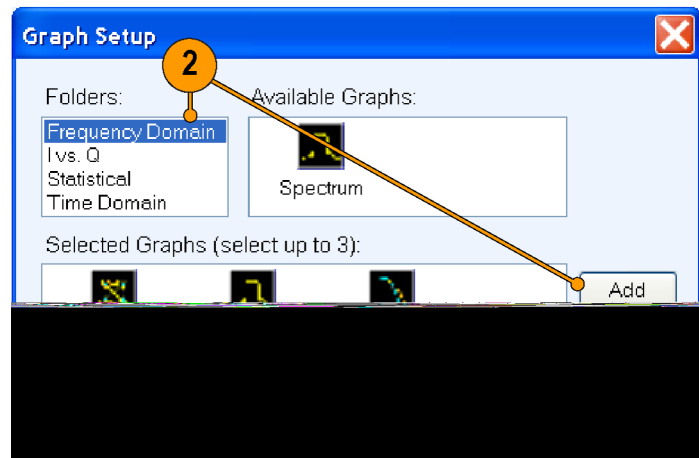 Graph Setup
2
Folders:
Available Graphs:
Frequency Domain
I vs. Q
Statistical
Time Domain
Spectrum
Selected Graphs (select up to 3):
Add